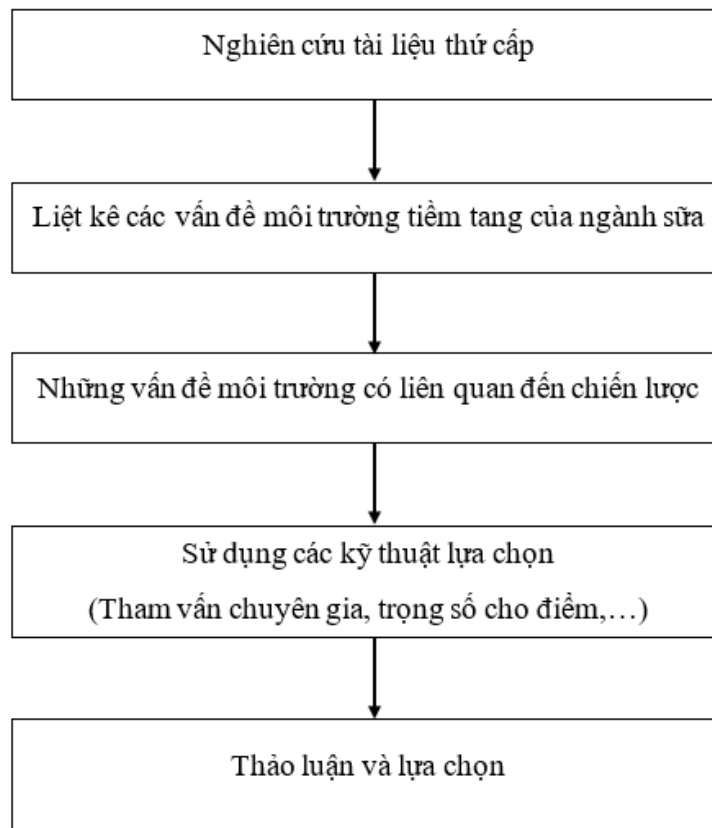 Nghiên cứu tài liệu thứ cấp
Liệt kê các vấn đề môi trường tiềm tang của ngành sữa
Những vấn đề môi trường có liên quan đến chiến lược
Sử dụng các kỹ thuật lựa chọn
(Tham vấn chuyên gia, trọng số cho điểm,…)
Thảo luận và lựa chọn